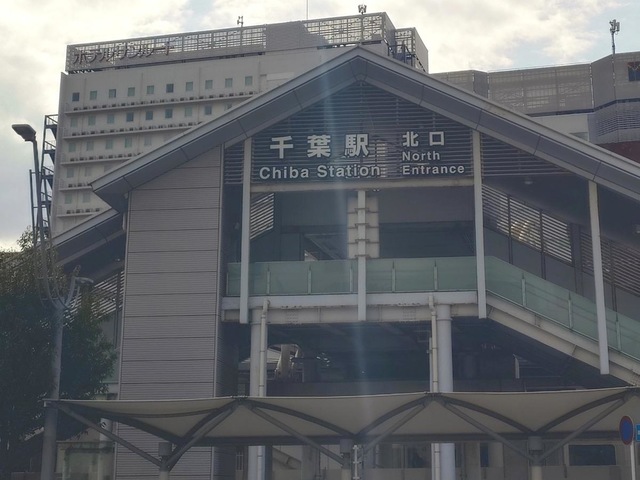 千葉駅 北口
Chiba Station North Entrance